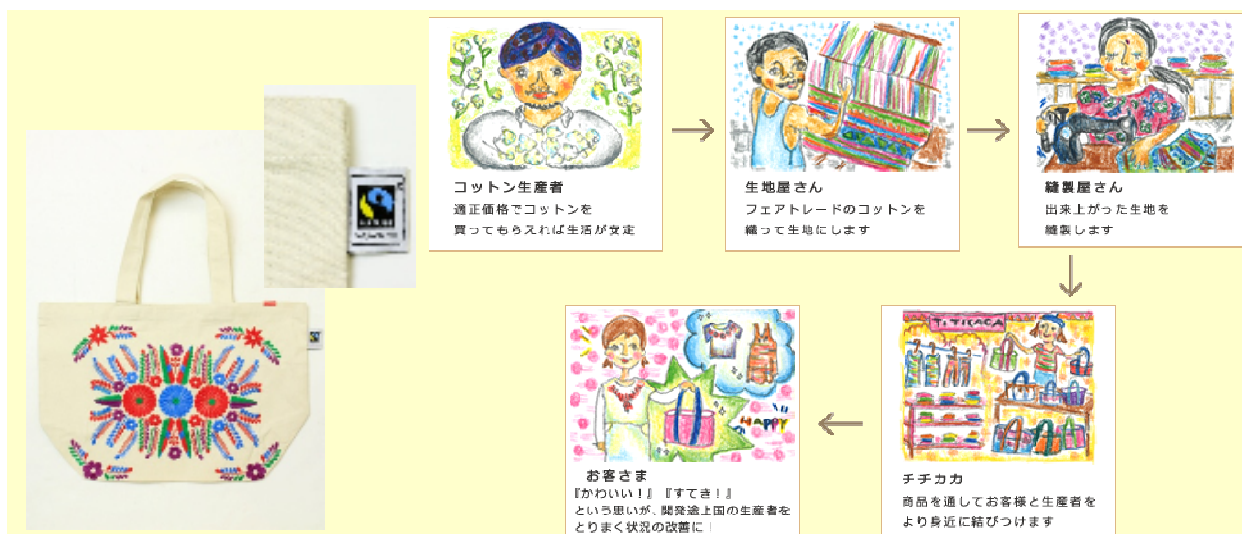 コットン生産者
適正価格でコットンを
買ってもらえれば生活が安定
生地屋さん
フェアトレードのコットンを
織って生地にします
縫製屋さん
出来上がった生地を
縫製します
TITICACA
チチカカ
商品を通してお客様と生産者を
より身近に結びつけます
HAPPY
お客さま
『かわいい！』『すてき！』
という思いが、開発途上国の生産者を
とりまく状況の改善に